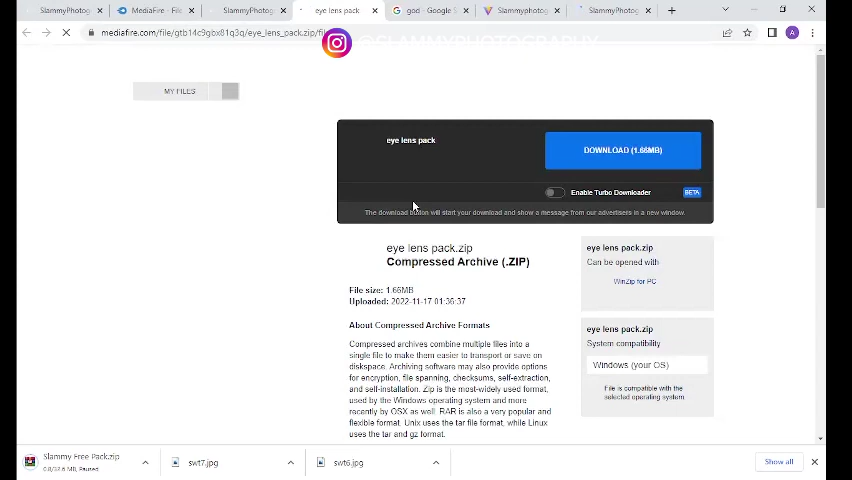 SlammyPhotog
MediaFire - File
SlammyPhotog
eye lens pack
god - Google S
Slammyphotog
SlammyPhotog
mediafire.com/file/gtb14c9gbx81q3q/eye_lens_pack.zip/fil
@SLAMMYPHOTOGRAPHY
A
MY FILES
eye lens pack
DOWNLOAD (1.66MB)
Enable Turbo Downloader
BETA
The download button will start your download and show a message from our advertisers in a new window.
eye lens pack.zip
Compressed Archive (.ZIP)
File size: 1.66MB
Uploaded: 2022-11-17 01:36:37
About Compressed Archive Formats
Compressed archives combine multiple files into a
single file to make them easier to transport or save on
diskspace. Archiving software may also provide options
for encryption, file spanning, checksums, self-extraction,
and self-installation. Zip is the most-widely used format,
used by the Windows operating system and more
recently by OSX as well. RAR is also a very popular and
flexible format. Unix uses the tar file format, while Linux
uses the tar and gz format.
eye lens pack.zip
Can be opened with
WinZip for PC
eye lens pack.zip
System compatibility
Windows (your OS)
File is compatible with the
selected operating system.
Slammy Free Pack.zip
0.8/32.6 MB, Paused
swt7.jpg
swt6.jpg
Show all